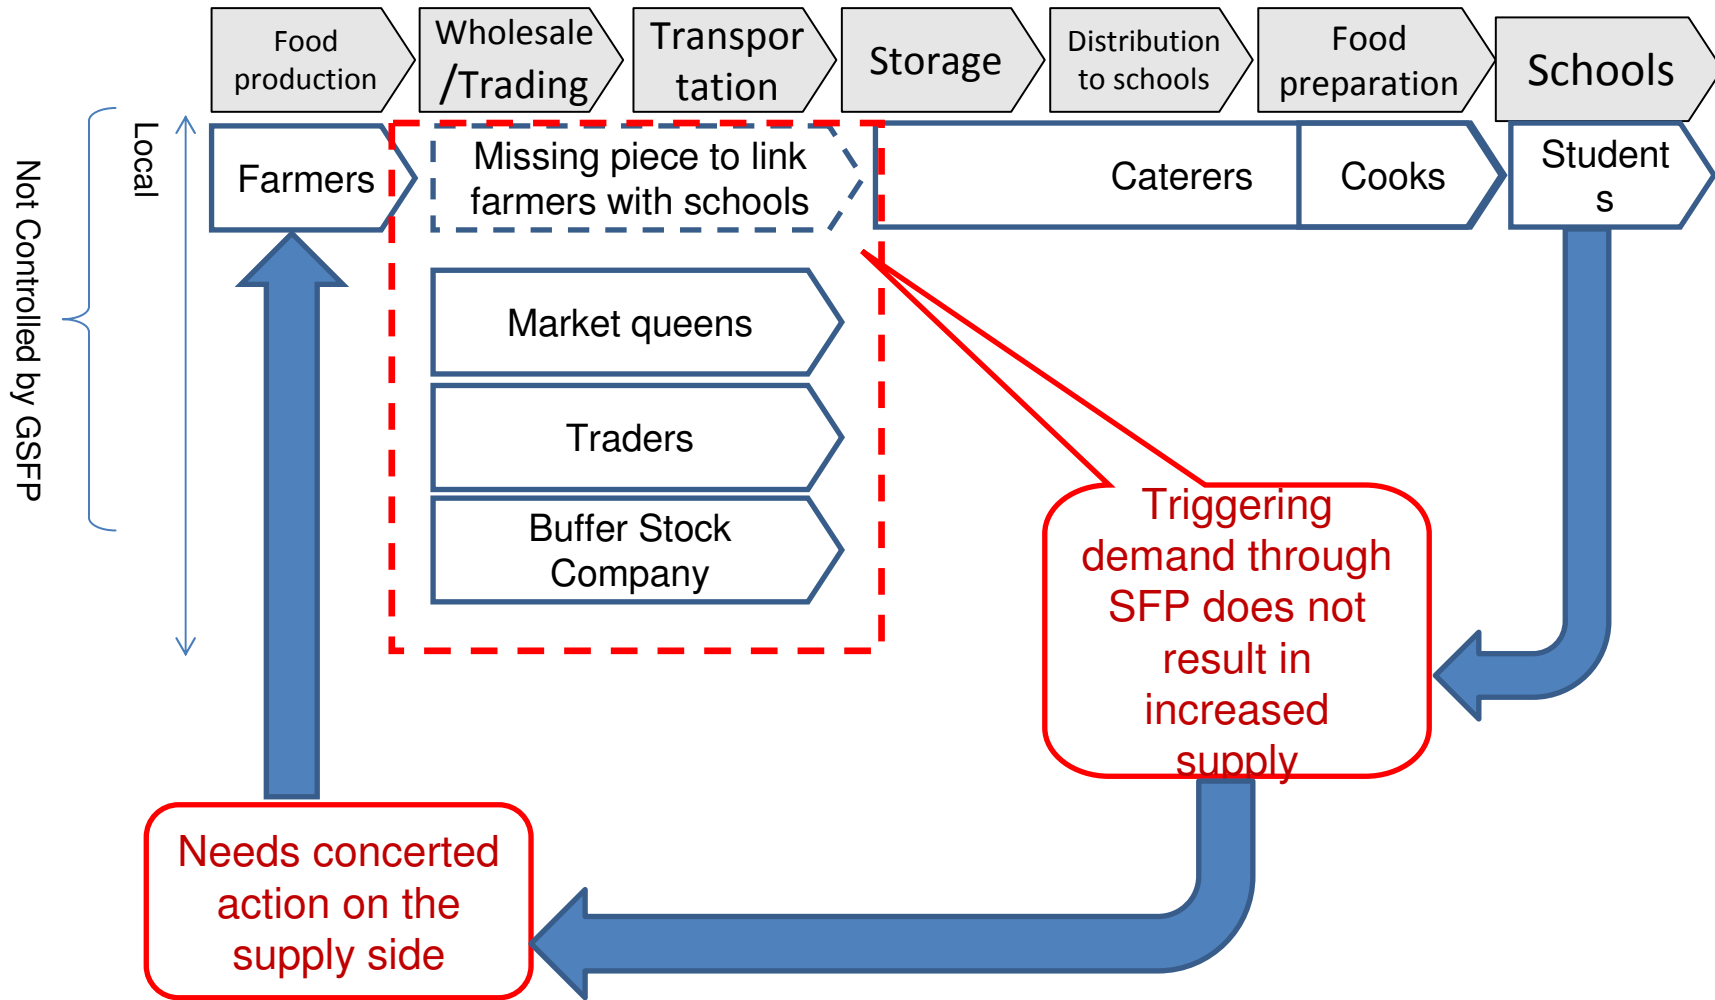 Food
production
Wholesale
/Trading
Transpor
tation
Storage
Distribution
to schools
Food
preparation
Schools
Not Controlled by GSFP
Local
Farmers
Missing piece to link
farmers with schools
Caterers
Cooks
Student
s
Market queens
Traders
Buffer Stock
Company
Triggering
demand through
SFP does not
result in
increased
supply
Needs concerted
action on the
supply side